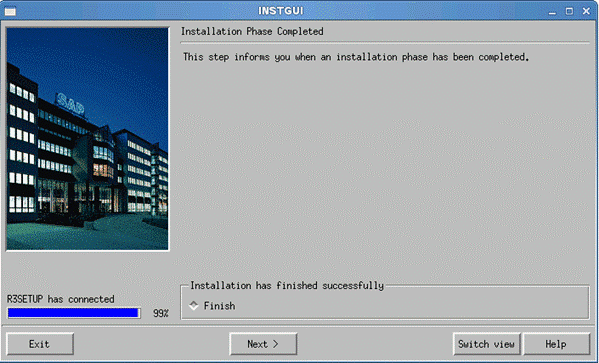 INSTGUI
Installation Phase Completed
This step informs you when an installation phase has been completed.
SAP
Installation has finished successfully
Finish
R3SETUP has connected
99%
Exit
Next >
Switch view
Help